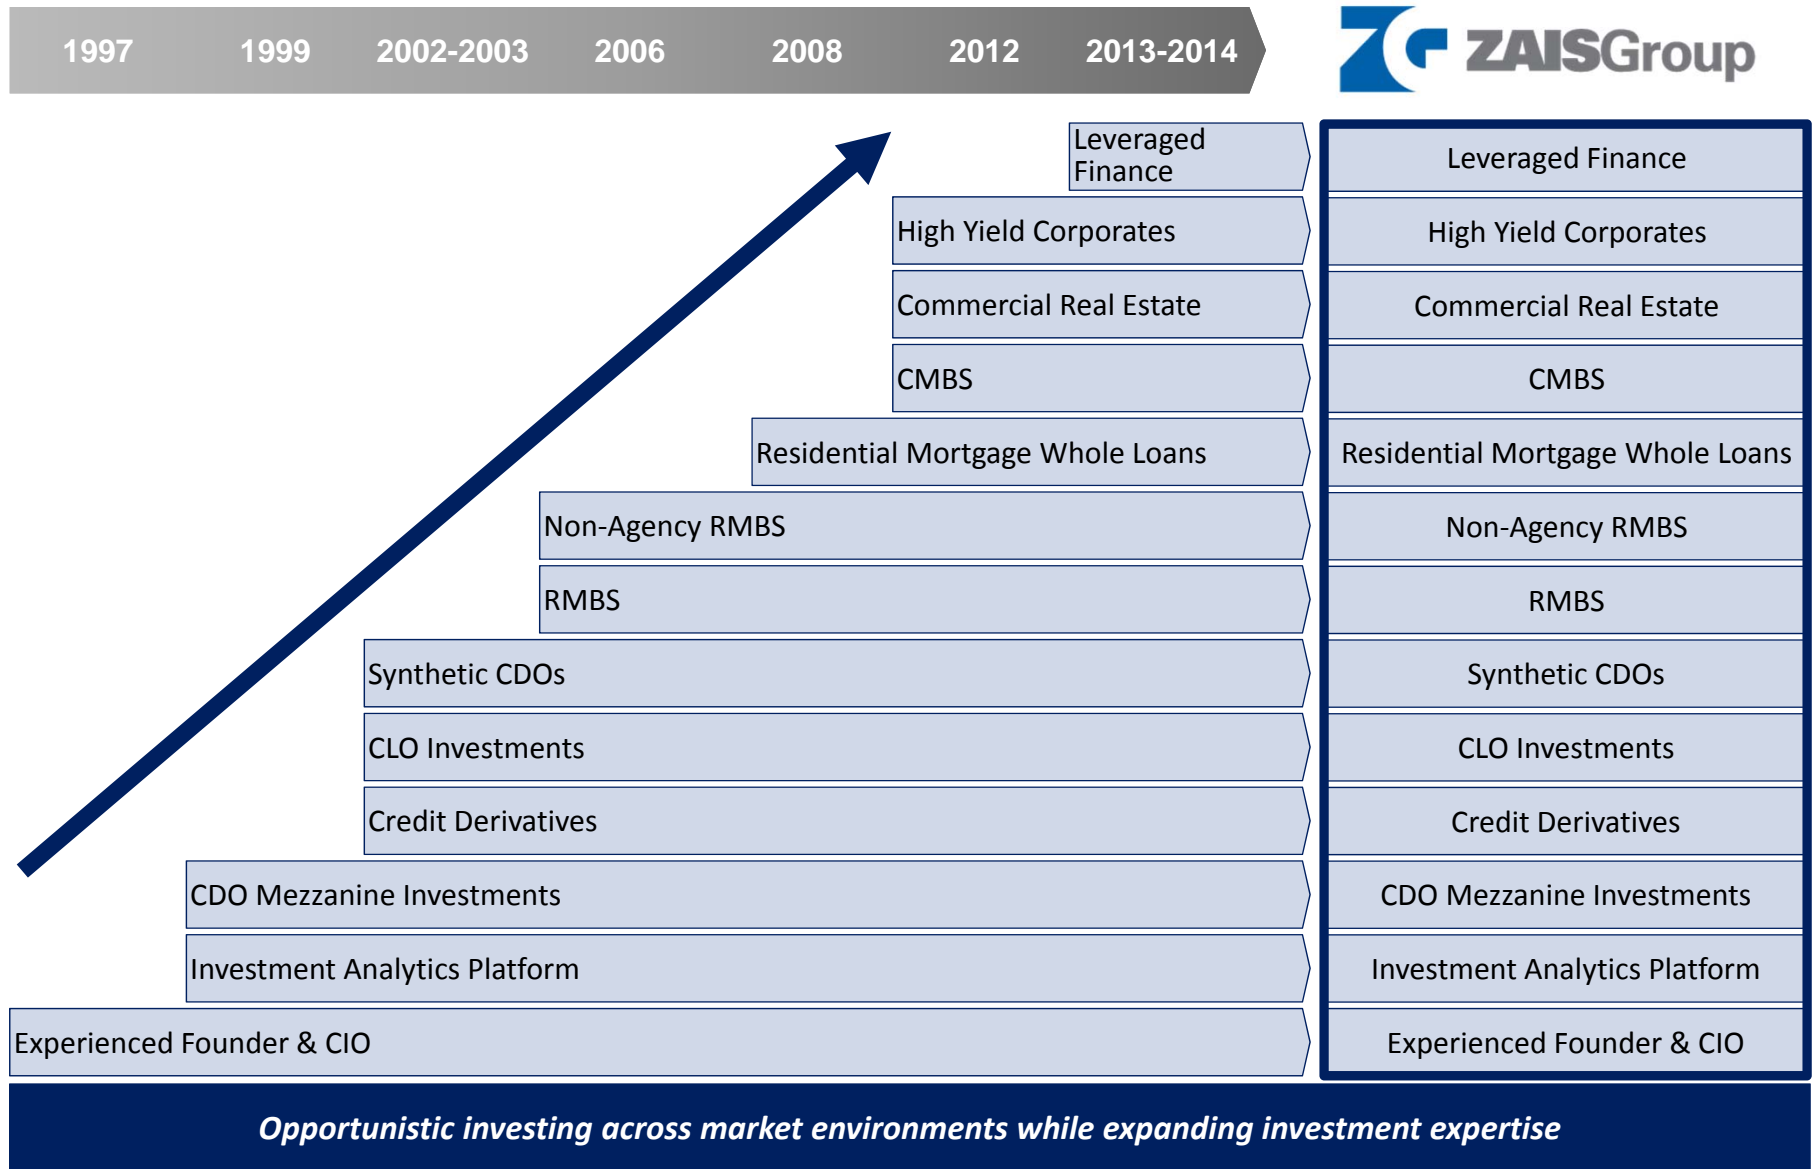 1997 1999 2002-2003 2006 2008 2012 2013-2014
ZAISGroup
Leveraged
Finance
Leveraged Finance
High Yield Corporates
High Yield Corporates
Commercial Real Estate
Commercial Real Estate
CMBS
CMBS
Residential Mortgage Whole Loans
Residential Mortgage Whole Loans
Non-Agency RMBS
Non-Agency RMBS
RMBS
RMBS
Synthetic CDOs
Synthetic CDOs
CLO Investments
CLO Investments
Credit Derivatives
Credit Derivatives
CDO Mezzanine Investments
CDO Mezzanine Investments
Investment Analytics Platform
Investment Analytics Platform
Experienced Founder & CIO
Experienced Founder & CIO
Opportunistic investing across market environments while expanding investment expertise